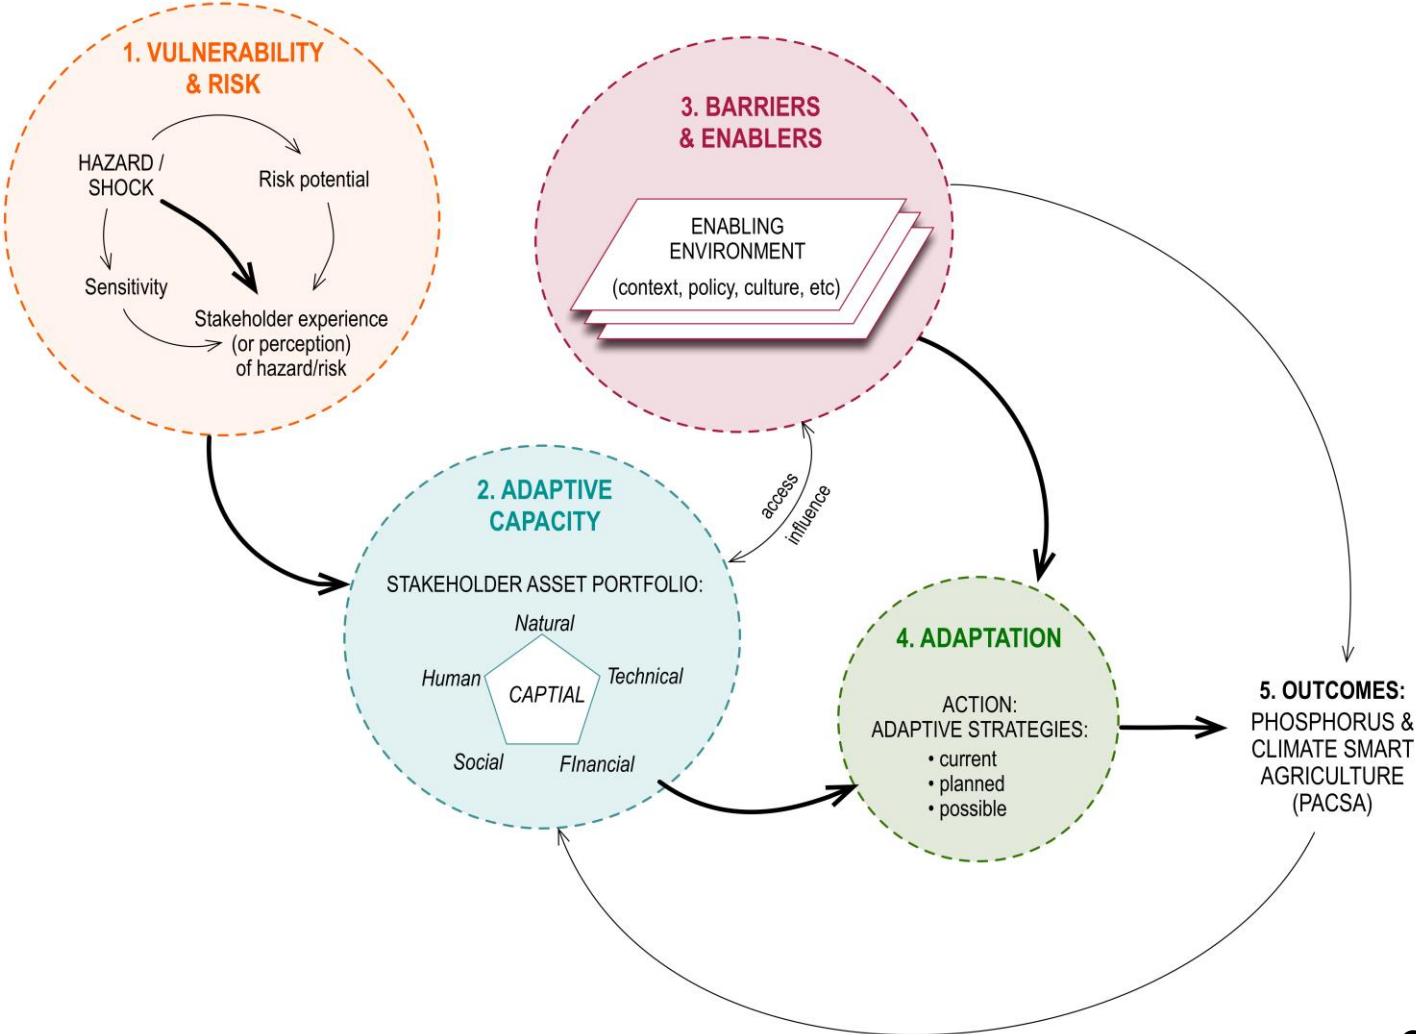 1. VULNERABILITY
& RISK
HAZARD /
SHOCK
Risk potential
Sensitivity
Stakeholder experience
(or perception)
of hazard/risk
3. BARRIERS
& ENABLERS
ENABLING
ENVIRONMENT
(context, policy, culture, etc)
access
influence
2. ADAPTIVE
CAPACITY
STAKEHOLDER ASSET PORTFOLIO:
Natural
Human
Technical
CAPTIAL
Social
FInancial
4. ADAPTATION
ACTION:
ADAPTIVE STRATEGIES:
• current
• planned
• possible
5. OUTCOMES:
PHOSPHORUS &
CLIMATE SMART
AGRICULTURE
(PACSA)